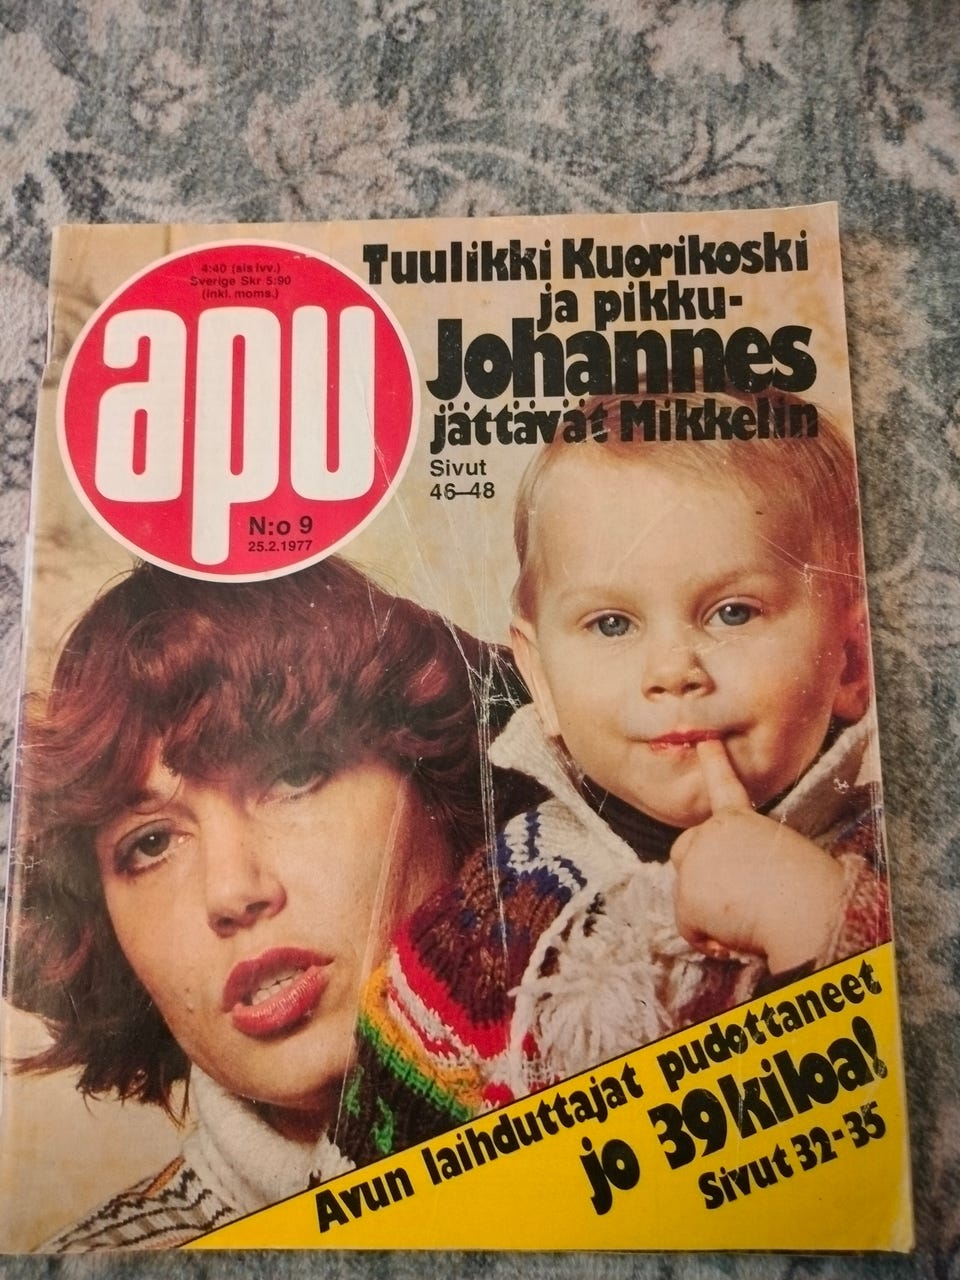 4:40 (sis lvv.)
Sverige Skr 5:90
(inkl. moms.)
apu
N:o 9
25.2.1977
Tuulikki Kuorikoski
ja pikku-
Johannes
jättävät Mikkelin
Sivut
46–48
Avun laihduttajat pudottaneet
jo 39 kiloa!
Sivut 32-35